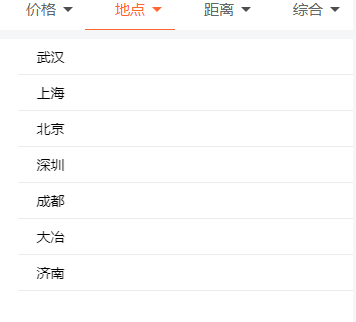 价格 地点 距离 综合
武汉
上海
北京
深圳
成都
大冶
济南